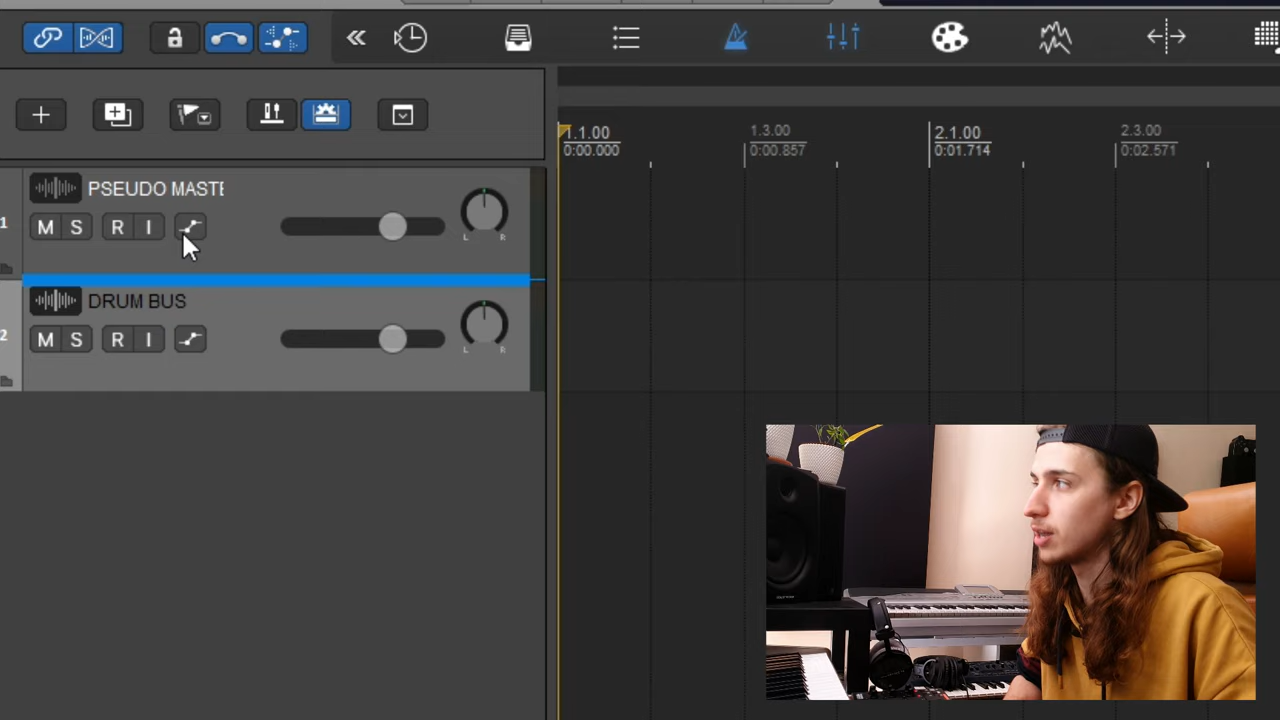 1.1.00
0:00.000
1.3.00
0:00.857
2.1.00
0:01.714
2.3.00
0:02.571
1
PSEUDO MASTE
M S R I
L R
2
DRUM BUS
M S R I
L R